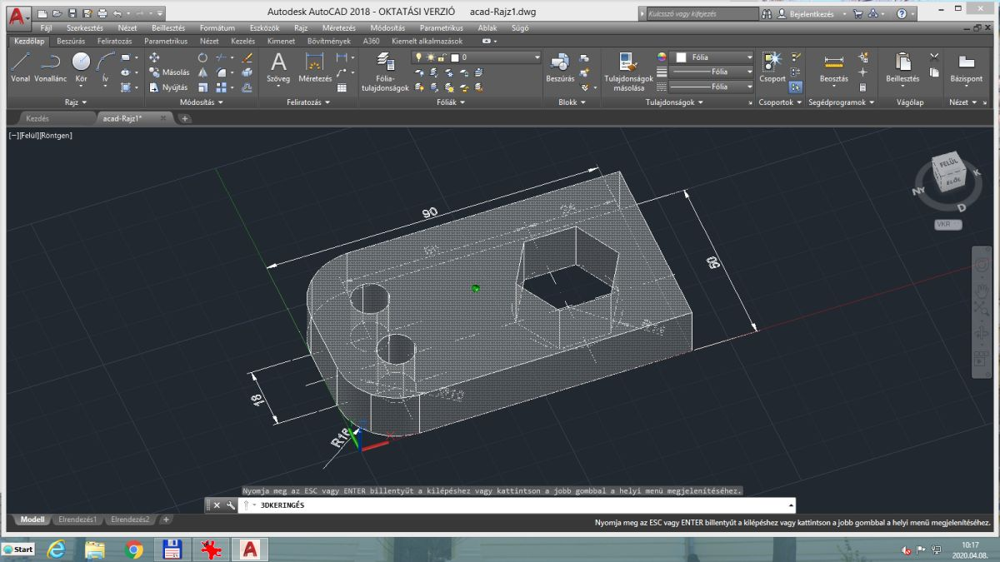 Autodesk AutoCAD 2018 - OKTATÁSI VERZIÓ acad-Rajz1.dwg
Kulcsszó vagy kifejezés
Bejelentkezés
Fájl Szerkesztés Nézet Beillesztés Formátum Eszközök Rajz Méretezés Módosítás Parametrikus Ablak Súgó
Kezdőlap Beszúrás Feliratozás Parametrikus Nézet Kezelés Kimenet Bővítmények A360 Kiemelt alkalmazások
Vonal Vonallánc Kör Ív
Másolás
Nyújtás
Szöveg Méretezés
Fólia-
tulajdonságok
0
Beszúrás
Tulajdonságok
másolása
Fólia
Fólia
Fólia
Csoport
Beosztás
Beillesztés
Bázispont
Rajz Módosítás Feliratozás Fóliák Blokk Tulajdonságok Csoportok Segédprogramok Vágólap Nézet
Kezdés acad-Rajz1*
[−][Felül][Röntgen]
FELÜL
ELÖL
NY
K
D
VKR
90
50
18
R16
X
Nyomja meg az ESC vagy ENTER billentyűt a kilépéshez vagy kattintson a jobb gombbal a helyi menü megjelenítéséhez.
3DKERINGÉS
Modell Elrendezés1 Elrendezés2
Nyomja meg az ESC vagy ENTER billentyűt a kilépéshez vagy kattintson a jobb gombbal a helyi menü megjelenítéséhez.
Start
10:17
2020.04.08.